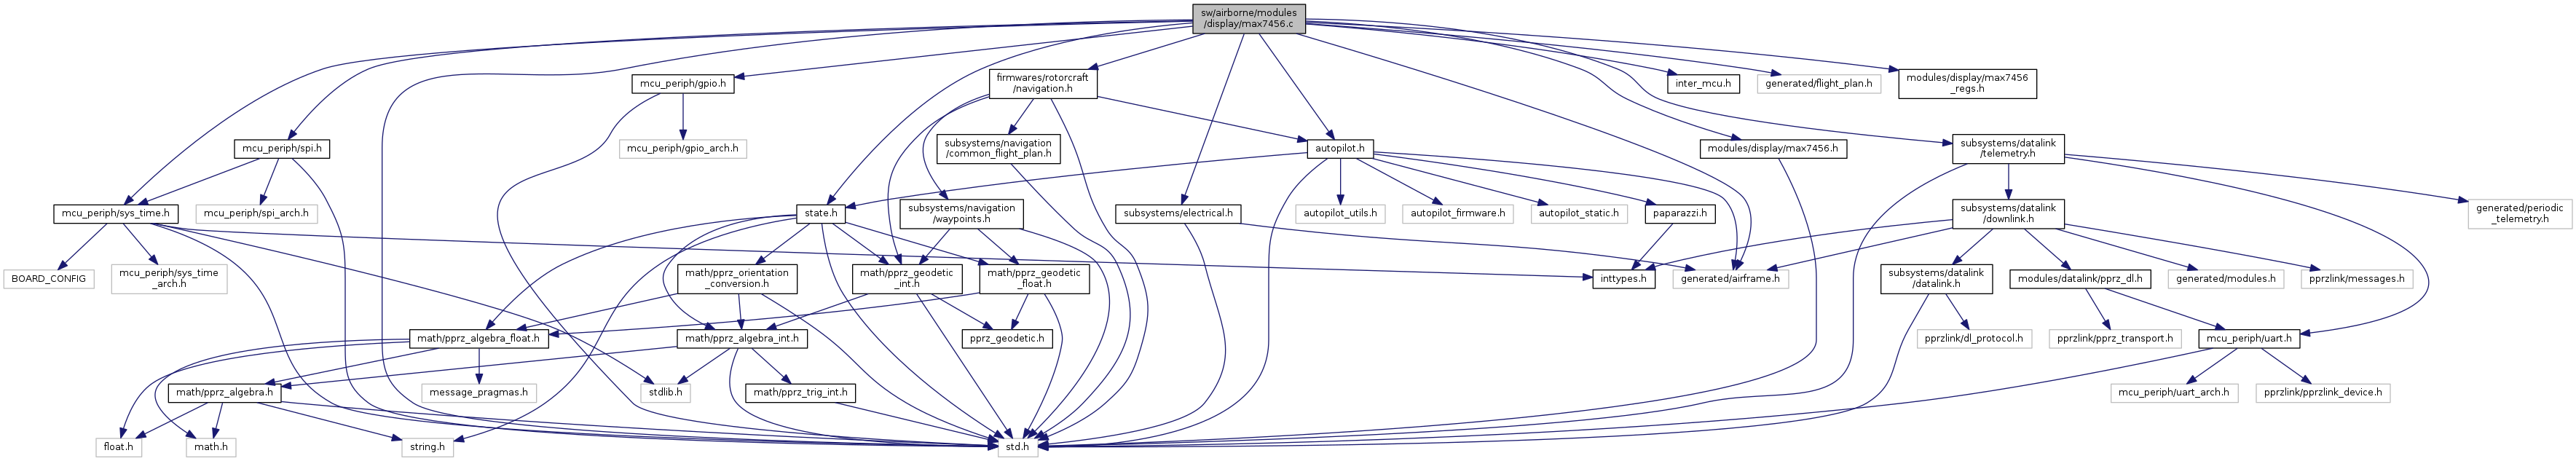 sw/airborne/modules
/display/max7456.c
mcu_periph/gpio.h
firmwares/rotorcraft
/navigation.h
inter_mcu.h
generated/flight_plan.h
modules/display/max7456
_regs.h
mcu_periph/spi.h
mcu_periph/gpio_arch.h
subsystems/navigation
/common_flight_plan.h
autopilot.h
modules/display/max7456.h
subsystems/datalink
/telemetry.h
mcu_periph/sys_time.h
mcu_periph/spi_arch.h
state.h
subsystems/navigation
/waypoints.h
subsystems/electrical.h
autopilot_utils.h
autopilot_firmware.h
autopilot_static.h
paparazzi.h
subsystems/datalink
/downlink.h
generated/periodic
_telemetry.h
BOARD_CONFIG
mcu_periph/sys_time
_arch.h
math/pprz_orientation
_conversion.h
math/pprz_geodetic
_int.h
math/pprz_geodetic
_float.h
inttypes.h
generated/airframe.h
subsystems/datalink
/datalink.h
modules/datalink/pprz_dl.h
generated/modules.h
pprzlink/messages.h
math/pprz_algebra_float.h
math/pprz_algebra_int.h
pprz_geodetic.h
pprzlink/dl_protocol.h
pprzlink/pprz_transport.h
mcu_periph/uart.h
math/pprz_algebra.h
message_pragmas.h
stdlib.h
math/pprz_trig_int.h
mcu_periph/uart_arch.h
pprzlink/pprzlink_device.h
float.h
math.h
string.h
std.h